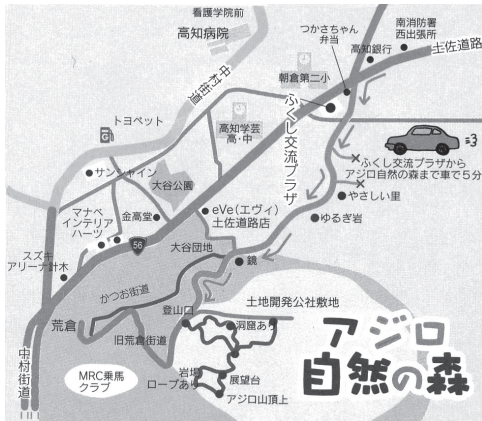 看護学院前
高知病院
つかさちゃん
弁当
南消防署
西出張所
高知銀行
土佐道路
朝倉第二小
中村街道
トヨペット
G
高知学芸
高・中
ふくし交流プラザ
ふくし交流プラザから
アジロ自然の森まで車で5分
サンシャイン
大谷公園
やさしい里
マナベ
インテリア
ハーツ
金高堂
eVe(エヴィ)
土佐道路店
ゆるぎ岩
スズキ
アリーナ針木
56
大谷団地
鏡
かつお街道
登山口
土地開発公社敷地
荒倉
洞窟あり
旧荒倉街道
アジロ
自然の森
中村街道
MRC乗馬
クラブ
岩場
ロープあり
展望台
アジロ山頂上